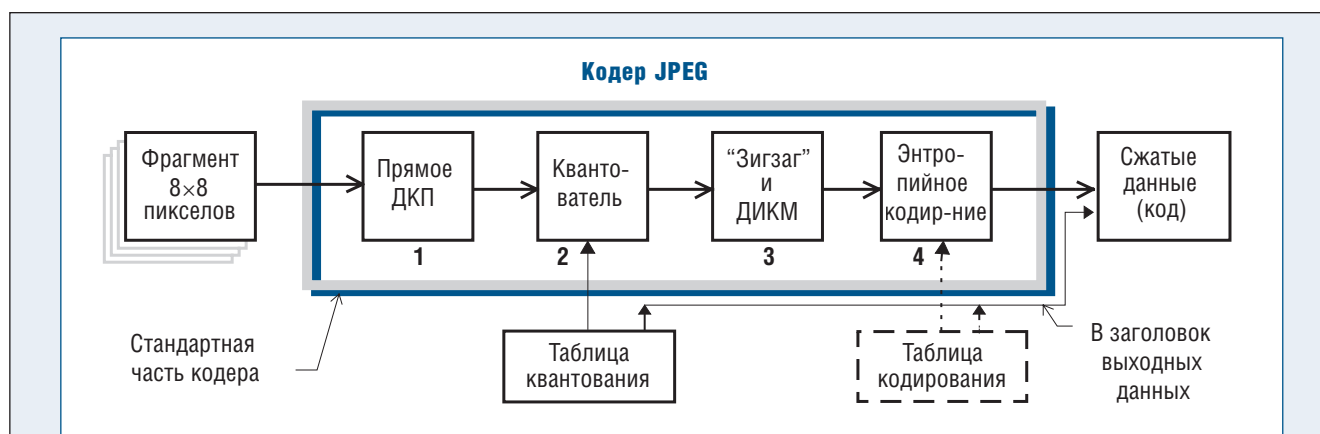 Кодер JPEG
Фрагмент
8×8
пикселов
Прямое
ДКП
1
Кванто-
ватель
2
“Зигзаг”
и
ДИКМ
3
Энтро-
пийное
кодир-ние
4
Сжатые
данные
(код)
Стандартная
часть кодера
Таблица
квантования
Таблица
кодирования
В заголовок
выходных
данных